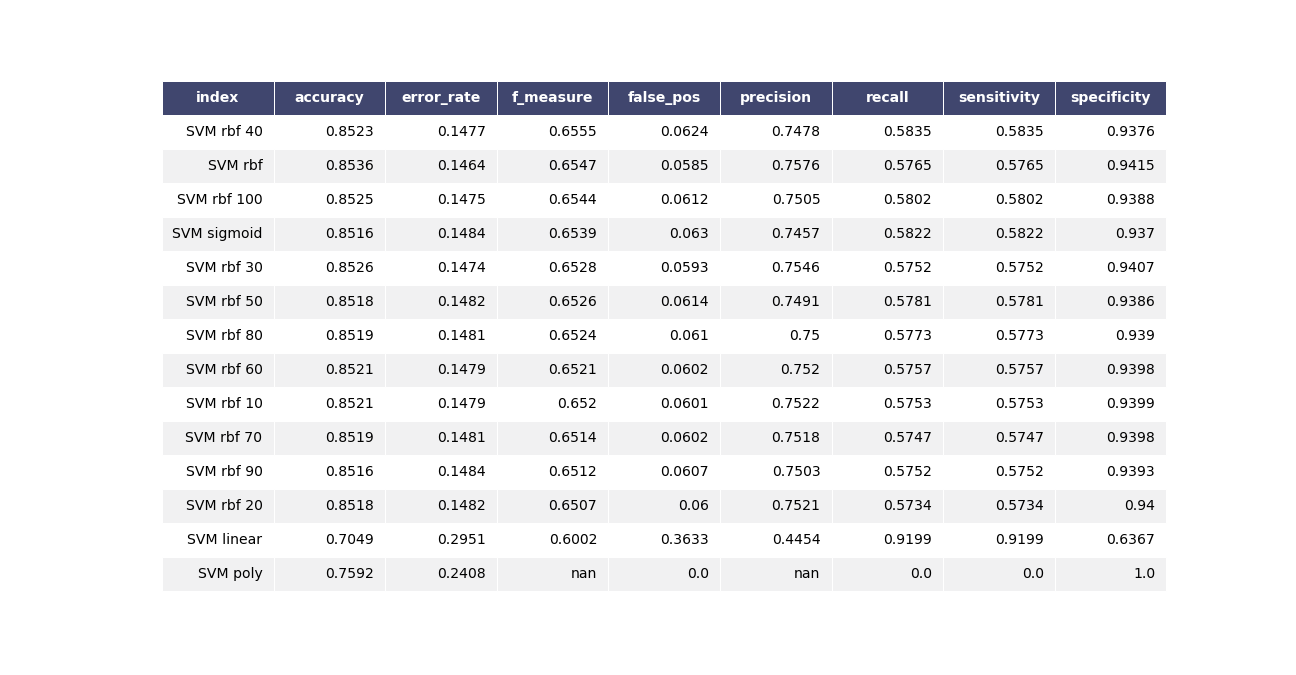 index accuracy error_rate f_measure false_pos precision recall sensitivity specificity
SVM rbf 40 0.8523 0.1477 0.6555 0.0624 0.7478 0.5835 0.5835 0.9376
SVM rbf 0.8536 0.1464 0.6547 0.0585 0.7576 0.5765 0.5765 0.9415
SVM rbf 100 0.8525 0.1475 0.6544 0.0612 0.7505 0.5802 0.5802 0.9388
SVM sigmoid 0.8516 0.1484 0.6539 0.063 0.7457 0.5822 0.5822 0.937
SVM rbf 30 0.8526 0.1474 0.6528 0.0593 0.7546 0.5752 0.5752 0.9407
SVM rbf 50 0.8518 0.1482 0.6526 0.0614 0.7491 0.5781 0.5781 0.9386
SVM rbf 80 0.8519 0.1481 0.6524 0.061 0.75 0.5773 0.5773 0.939
SVM rbf 60 0.8521 0.1479 0.6521 0.0602 0.752 0.5757 0.5757 0.9398
SVM rbf 10 0.8521 0.1479 0.652 0.0601 0.7522 0.5753 0.5753 0.9399
SVM rbf 70 0.8519 0.1481 0.6514 0.0602 0.7518 0.5747 0.5747 0.9398
SVM rbf 90 0.8516 0.1484 0.6512 0.0607 0.7503 0.5752 0.5752 0.9393
SVM rbf 20 0.8518 0.1482 0.6507 0.06 0.7521 0.5734 0.5734 0.94
SVM linear 0.7049 0.2951 0.6002 0.3633 0.4454 0.9199 0.9199 0.6367
SVM poly 0.7592 0.2408 nan 0.0 nan 0.0 0.0 1.0